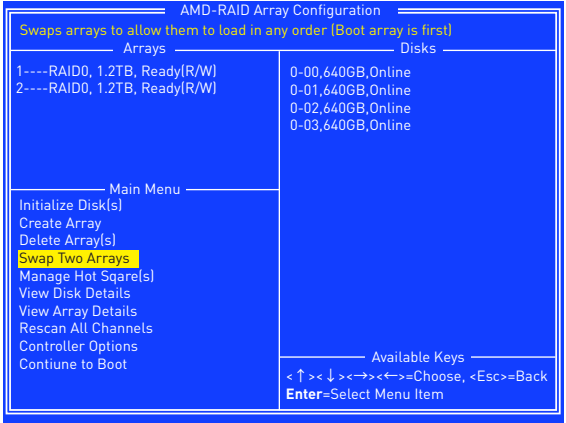 AMD-RAID Array Configuration
Swaps arrays to allow them to load in any order (Boot array is first)
Arrays
1----RAID0, 1.2TB, Ready(R/W)
2----RAID0, 1.2TB, Ready(R/W)
Disks
0-00,640GB,Online
0-01,640GB,Online
0-02,640GB,Online
0-03,640GB,Online
Main Menu
Initialize Disk(s)
Create Array
Delete Array(s)
Swap Two Arrays
Manage Hot Sqare(s)
View Disk Details
View Array Details
Rescan All Channels
Controller Options
Contiune to Boot
Available Keys
<↑><↓><→><←>=Choose, <Esc>=Back
Enter=Select Menu Item